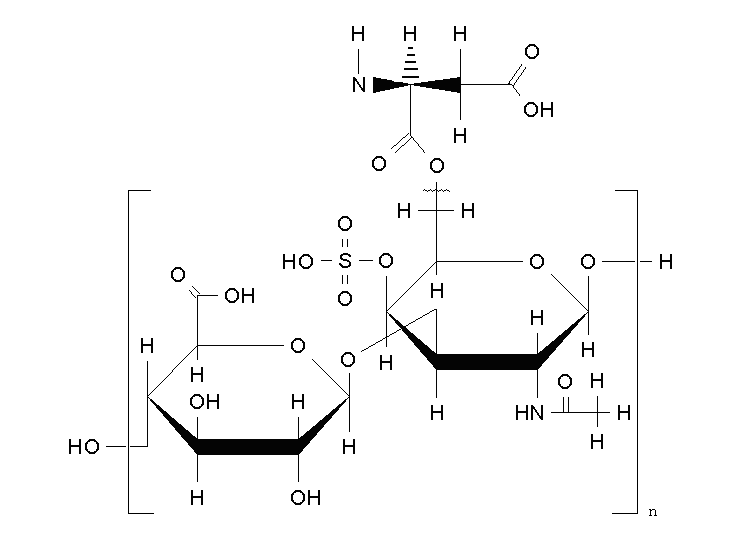 H H H O
N OH
H
O O
H H
O
HO S O O O H
O OH O H H
H O H H
H O O H
OH H H HN H
HO H H
H OH
n